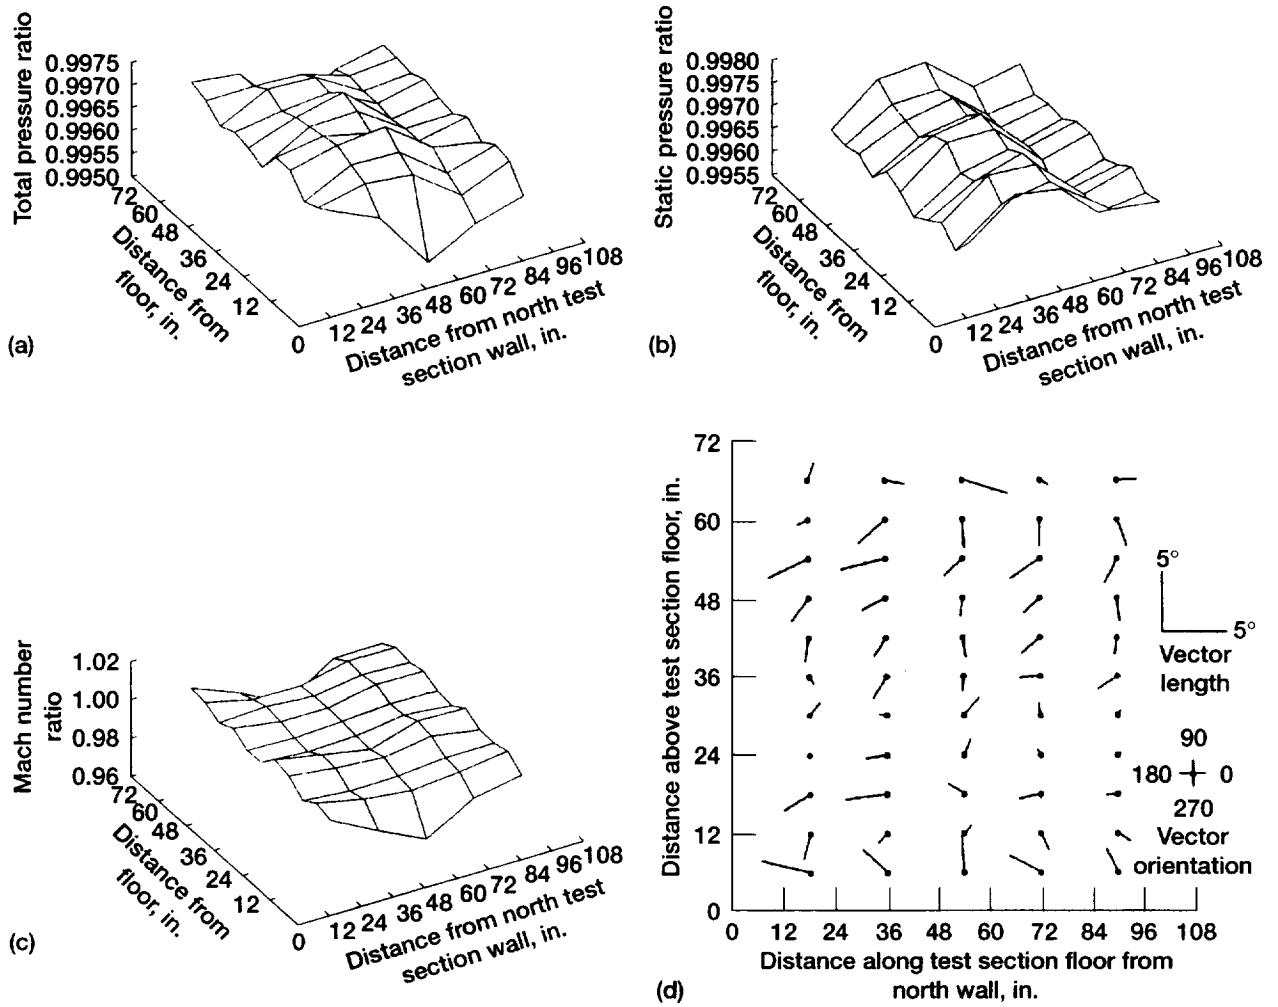 (a)
Total pressure ratio
0.9975
0.9970
0.9965
0.9960
0.9955
0.9950
72
60
48
36
24
12
Distance from
floor, in.
0
12 24 36 48 60 72 84 96 108
Distance from north test
section wall, in.
(b)
Static pressure ratio
0.9980
0.9975
0.9970
0.9965
0.9960
0.9955
72
60
48
36
24
12
Distance from
floor, in.
0
12 24 36 48 60 72 84 96 108
Distance from north test
section wall, in.
(c)
Mach number
ratio
1.02
1.00
0.98
0.96
72
60
48
36
24
12
Distance from
floor, in.
0
12 24 36 48 60 72 84 96 108
Distance from north test
section wall, in.
(d)
Distance above test section floor, in.
72
60
48
36
24
12
0
0 12 24 36 48 60 72 84 96 108
Distance along test section floor from
north wall, in.
5°
5°
Vector
length
90
180 0
270
Vector
orientation